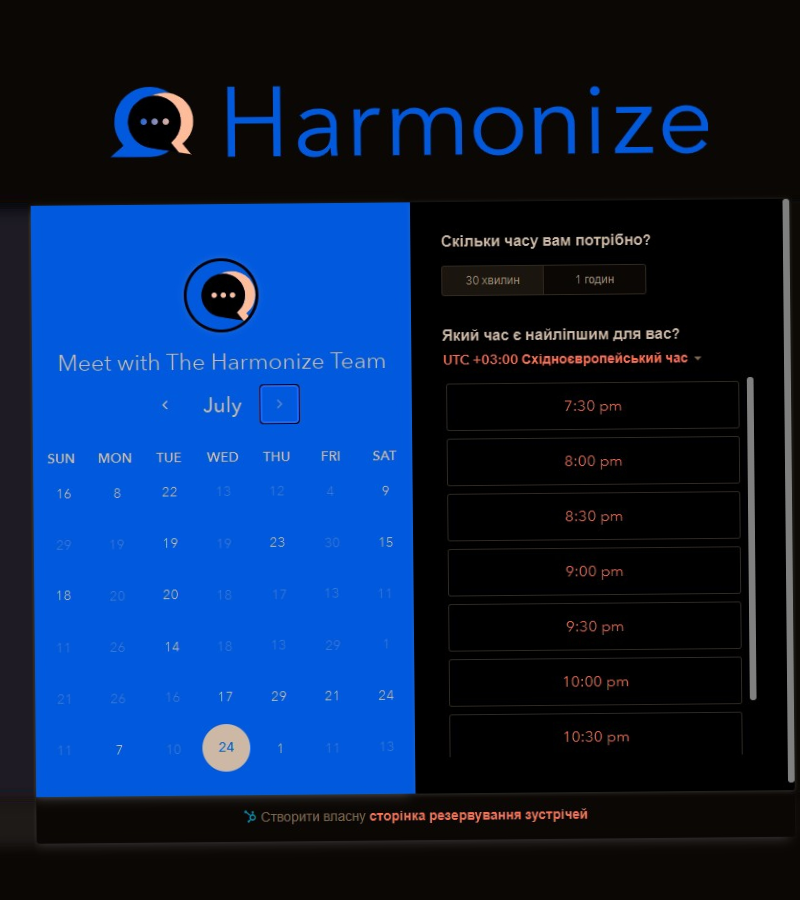 Harmonize
Meet with The Harmonize Team
July
SUN MON TUE WED THU FRI SAT
16 8 22 13 12 4 9
29 19 19 19 23 30 15
18 20 20 18 17 13 11
11 26 14 18 13 29 1
21 26 16 17 29 21 24
11 7 10 24 1 11 13
Скільки часу вам потрібно?
30 хвилин 1 годин
Який час є найліпшим для вас?
UTC +03:00 Східноєвропейський час
7:30 pm
8:00 pm
8:30 pm
9:00 pm
9:30 pm
10:00 pm
10:30 pm
Створити власну сторінка резервування зустрічей